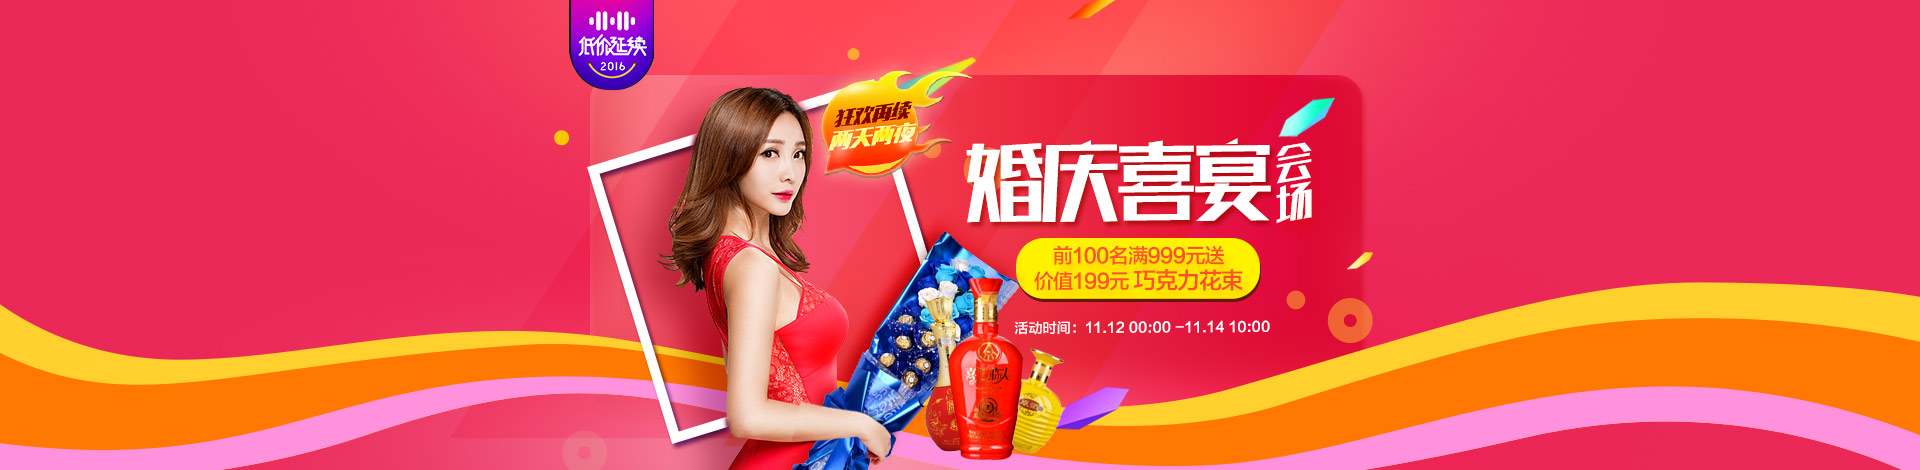 低价延续
2016
狂欢再续
两天两夜
婚庆喜宴会场
前100名满999元送
价值199元 巧克力花束
活动时间：11.12 00:00 -11.14 10:00